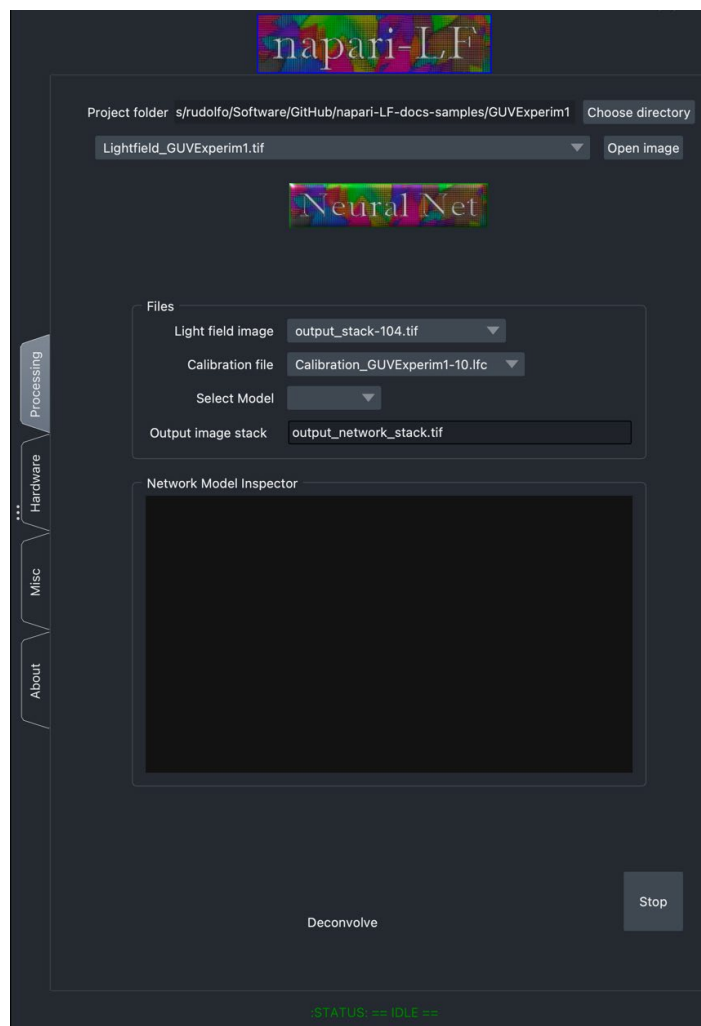 napari-LF
Project folder s/rudolfo/Software/GitHub/napari-LF-docs-samples/GUVExperim1 Choose directory
Lightfield_GUVExperim1.tif Open image
Neural Net
Files
Light field image output_stack-104.tif
Calibration file Calibration_GUVExperim1-10.lfc
Select Model
Output image stack output_network_stack.tif
Network Model Inspector
Processing
Hardware
Misc
About
Stop
Deconvolve
:STATUS: == IDLE ==